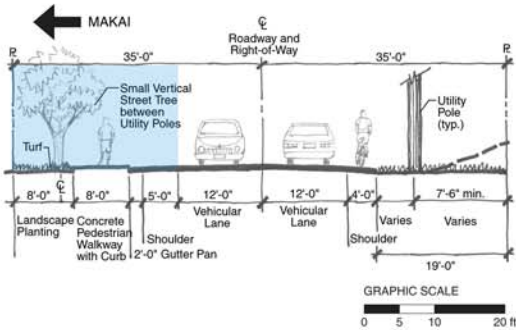 MAKAI
℄
Roadway and
Right-of-Way
35'-0"
35'-0"
Small Vertical
Street Tree
between
Utility Poles
Turf
Utility
Pole
(typ.)
℄
8'-0"
8'-0"
5'-0"
12'-0"
12'-0"
4'-0"
Varies
7'-6" min.
Landscape
Planting
Concrete
Pedestrian
Walkway
with Curb
Shoulder
2'-0" Gutter Pan
Vehicular
Lane
Vehicular
Lane
Shoulder
Varies
19'-0"
GRAPHIC SCALE
0 5 10 20 ft